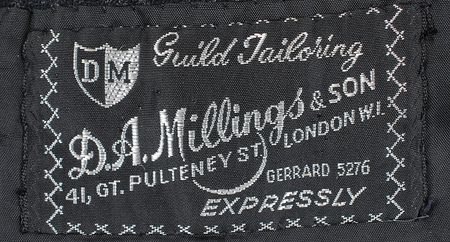 DM
Guild Tailoring
D.A. Millings & SON
41, GT. PULTENEY ST. LONDON W.1.
GERRARD 5276
EXPRESSLY